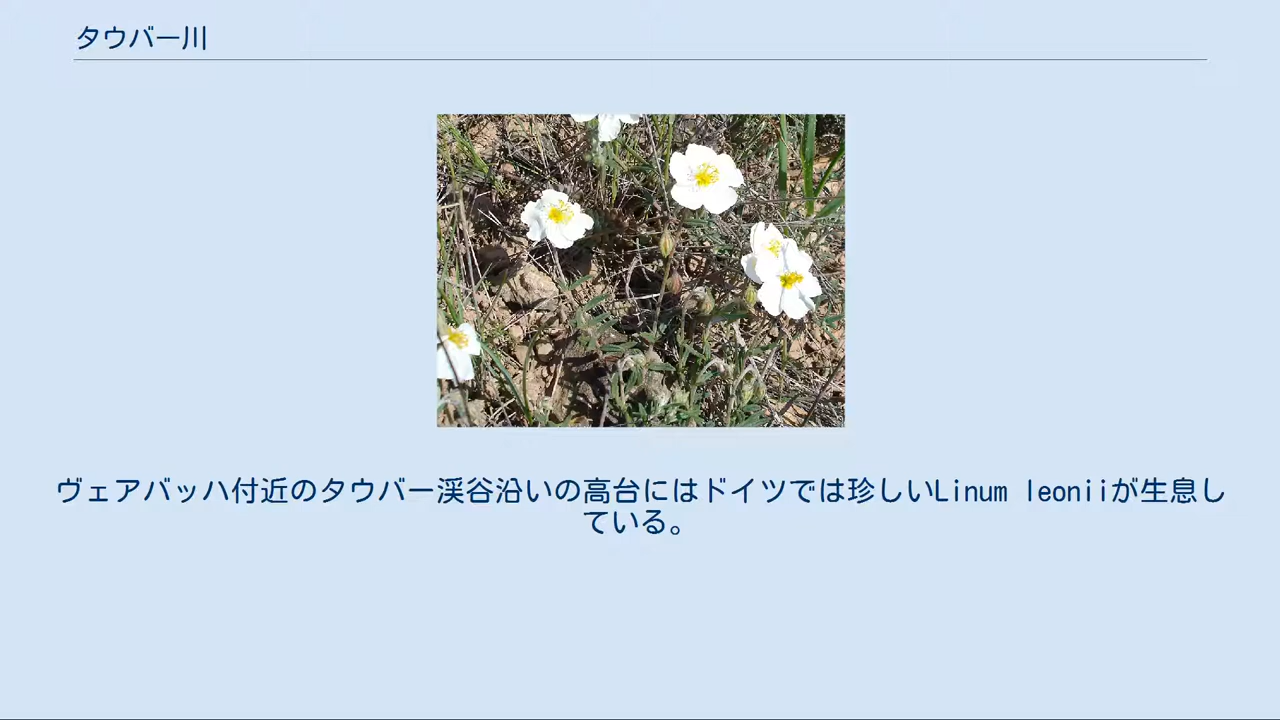 タウバー川
ヴェアバッハ付近のタウバー渓谷沿いの高台にはドイツでは珍しいLinum leoniiが生息し
ている。